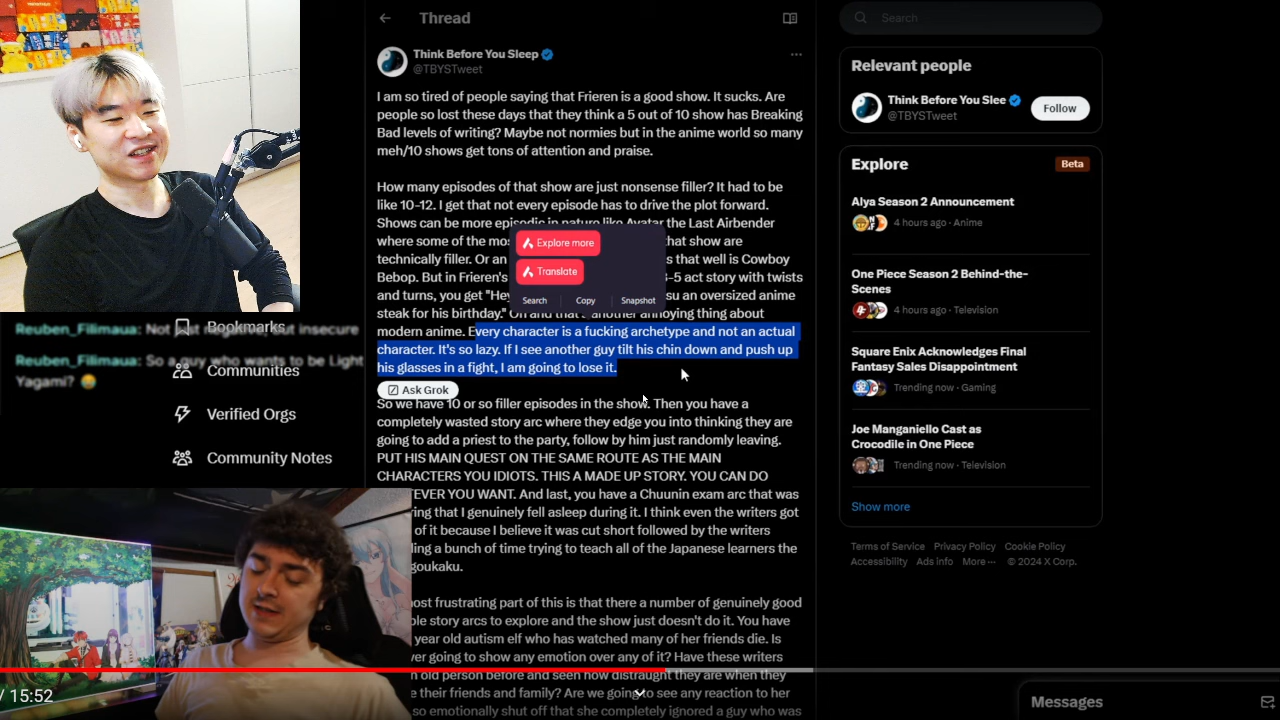 Thread
Search
Think Before You Sleep
@TBYSTweet
I am so tired of people saying that Frieren is a good show. It sucks. Are
people so lost these days that they think a 5 out of 10 show has Breaking
Bad levels of writing? Maybe not normies but in the anime world so many
meh/10 shows get tons of attention and praise.
How many episodes of that show are just nonsense filler? It had to be
like 10-12. I get that not every episode has to drive the plot forward.
Shows can be more episodic in nature like Avatar the Last Airbender
where some of the mo
hat show are
technically filler. Or an
s that well is Cowboy
Bebop. But in Frieren's
-5 act story with twists
and turns, you get "Hey
su an oversized anime
steak for his birthday." Oh and that's another annoying thing about
modern anime. Every character is a fucking archetype and not an actual
character. It's so lazy. If I see another guy tilt his chin down and push up
his glasses in a fight, I am going to lose it.
Explore more
Translate
Search
Copy
Snapshot
Ask Grok
So we have 10 or so filler episodes in the show. Then you have a
completely wasted story arc where they edge you into thinking they are
going to add a priest to the party, follow by him just randomly leaving.
PUT HIS MAIN QUEST ON THE SAME ROUTE AS THE MAIN
CHARACTERS YOU IDIOTS. THIS A MADE UP STORY. YOU CAN DO
EVER YOU WANT. And last, you have a Chuunin exam arc that was
ring that I genuinely fell asleep during it. I think even the writers got
of it because I believe it was cut short followed by the writers
ding a bunch of time trying to teach all of the Japanese learners the
goukaku.
ost frustrating part of this is that there a number of genuinely good
ple story arcs to explore and the show just doesn't do it. You have
year old autism elf who has watched many of her friends die. Is
ver going to show any emotion over any of it? Have these writers
n old person before and seen how distraught they are when they
e their friends and family? Are we going to see any reaction to her
so emotionally shut off that she completely ignored a guy who was
Reuben_Filimaua: Not just but insecure
Reuben_Filimaua: So a guy who wants to be Light
Yagami? 😂
Bookmarks
Communities
Verified Orgs
Community Notes
/ 15:52
Relevant people
Think Before You Slee
@TBYSTweet
Follow
Explore
Beta
Alya Season 2 Announcement
4 hours ago · Anime
One Piece Season 2 Behind-the-
Scenes
4 hours ago · Television
Square Enix Acknowledges Final
Fantasy Sales Disappointment
Trending now · Gaming
Joe Manganiello Cast as
Crocodile in One Piece
Trending now · Television
Show more
Terms of Service Privacy Policy Cookie Policy
Accessibility Ads info More ··· © 2024 X Corp.
Messages